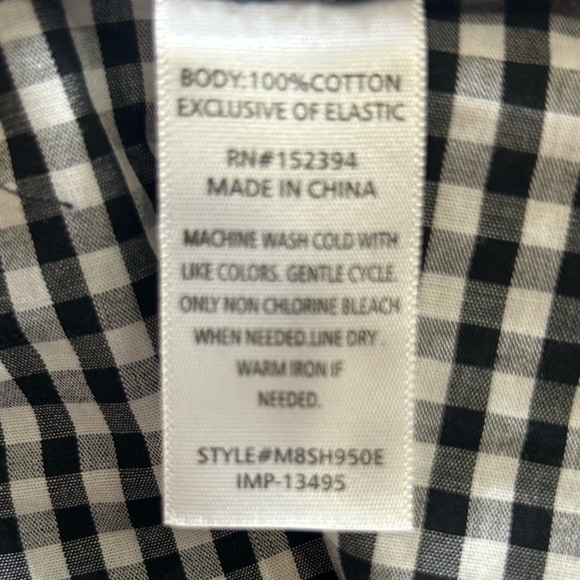 BODY:100%COTTON
EXCLUSIVE OF ELASTIC
RN#152394
MADE IN CHINA
MACHINE WASH COLD WITH
LIKE COLORS. GENTLE CYCLE.
ONLY NON CHLORINE BLEACH
WHEN NEEDED.LINE DRY.
WARM IRON IF
NEEDED.
STYLE#M8SH950E
IMP-13495